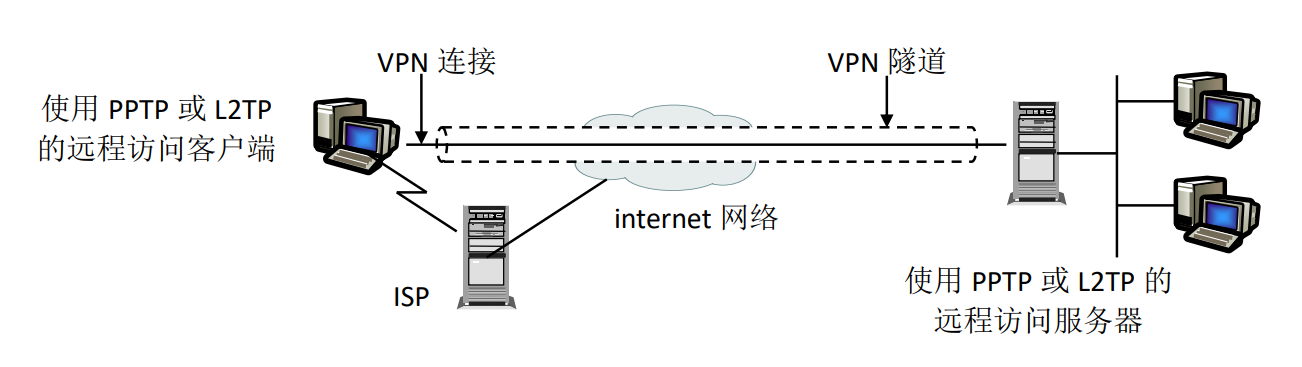 VPN 连接
VPN 隧道
使用 PPTP 或 L2TP
的远程访问客户端
internet 网络
ISP
使用 PPTP 或 L2TP 的
远程访问服务器